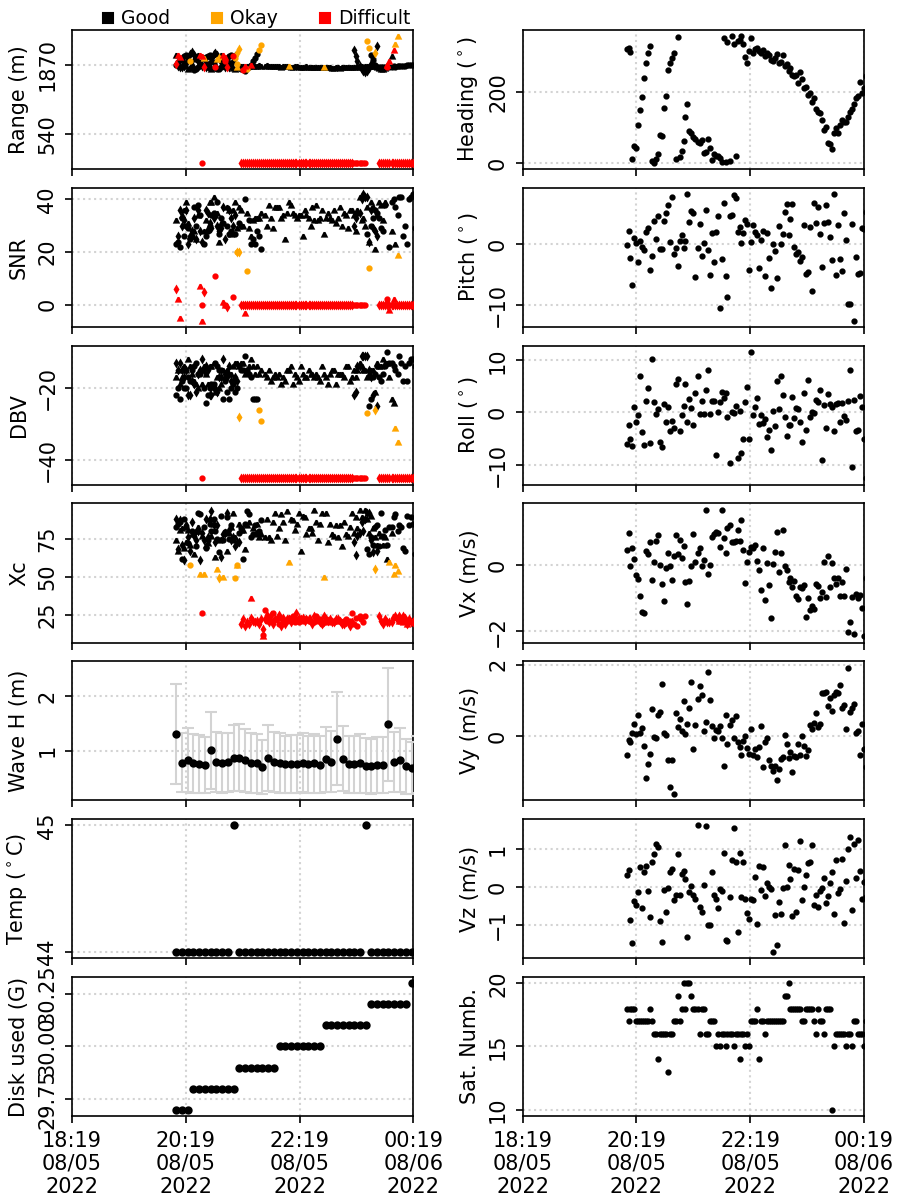 Good Okay Difficult
Range (m)
1870
540
Heading (°)
200
0
SNR
40
20
0
Pitch (°)
0
−10
DBV
−20
−40
Roll (°)
10
0
−10
Xc
75
50
25
Vx (m/s)
0
−2
Wave H (m)
2
1
Vy (m/s)
2
0
Temp (°C)
45
44
Vz (m/s)
1
0
−1
Disk used (G)
30.25
30.00
29.75
Sat. Numb.
20
15
10
18:19 20:19 22:19 00:19 18:19 20:19 22:19 00:19
08/05 08/05 08/05 08/06 08/05 08/05 08/05 08/06
2022 2022 2022 2022 2022 2022 2022 2022